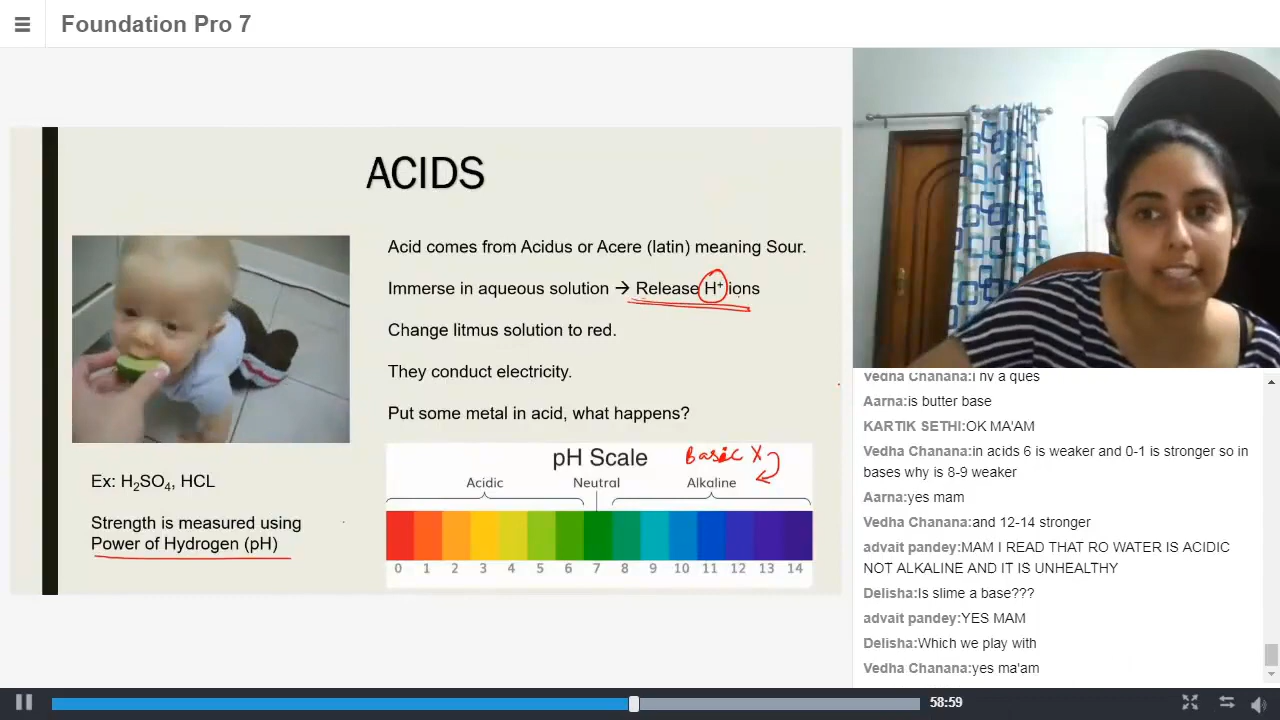 Foundation Pro 7
ACIDS
Acid comes from Acidus or Acere (latin) meaning Sour.
Immerse in aqueous solution → Release H⁺ ions
Change litmus solution to red.
They conduct electricity.
Put some metal in acid, what happens?
Ex: H₂SO₄, HCL
Strength is measured using
Power of Hydrogen (pH)
pH Scale
Basic X
Acidic Neutral Alkaline
0 1 2 3 4 5 6 7 8 9 10 11 12 13 14
Vedha Chanana:i hv a ques
Aarna:is butter base
KARTIK SETHI:OK MA'AM
Vedha Chanana:in acids 6 is weaker and 0-1 is stronger so in
bases why is 8-9 weaker
Aarna:yes mam
Vedha Chanana:and 12-14 stronger
advait pandey:MAM I READ THAT RO WATER IS ACIDIC
NOT ALKALINE AND IT IS UNHEALTHY
Delisha:Is slime a base???
advait pandey:YES MAM
Delisha:Which we play with
Vedha Chanana:yes ma'am
58:59